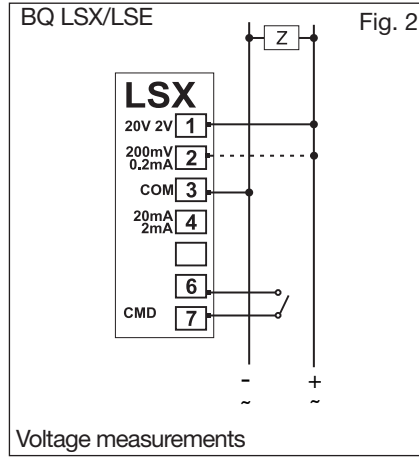 BQ LSX/LSE
Fig. 2
Z
LSX
20V 2V 1
200mV
0.2mA 2
COM 3
20mA
2mA 4
6
CMD 7
- +
~ ~
Voltage measurements